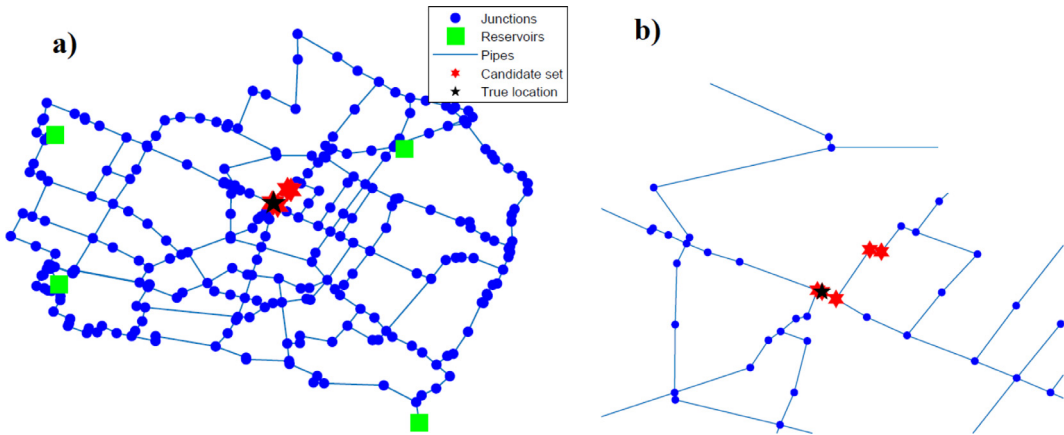 a)
Junctions
Reservoirs
Pipes
Candidate set
True location
b)